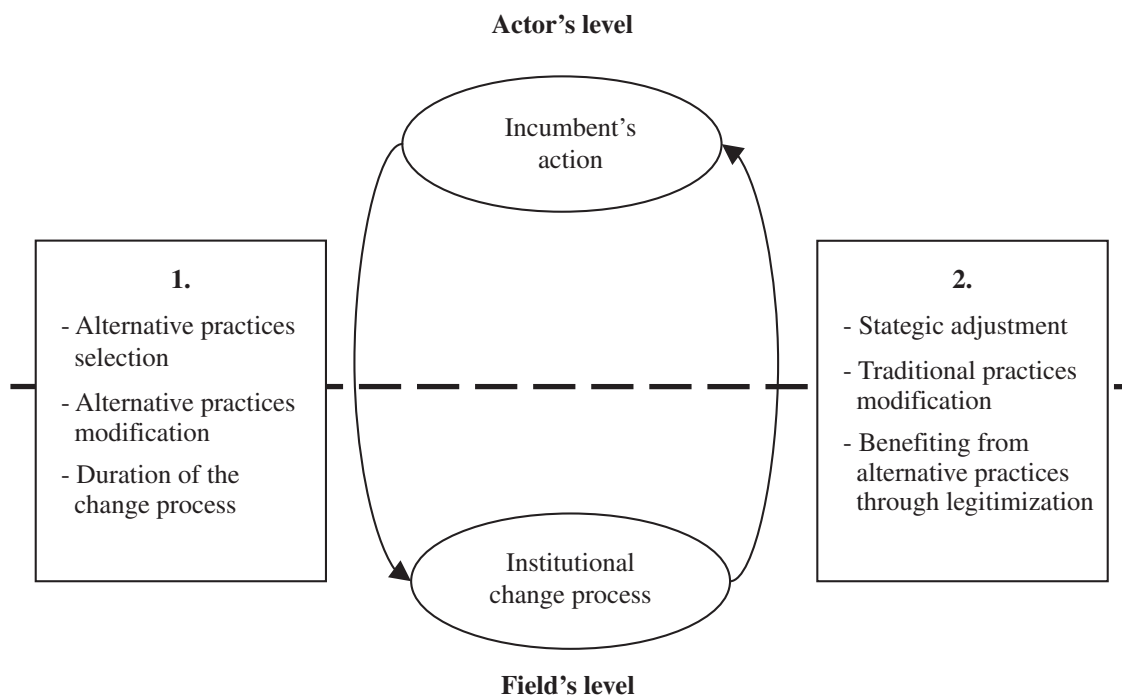 Actor's level
Incumbent's
action
1.
- Alternative practices
selection
- Alternative practices
modification
- Duration of the
change process
2.
- Stategic adjustment
- Traditional practices
modification
- Benefiting from
alternative practices
through legitimization
Institutional
change process
Field's level